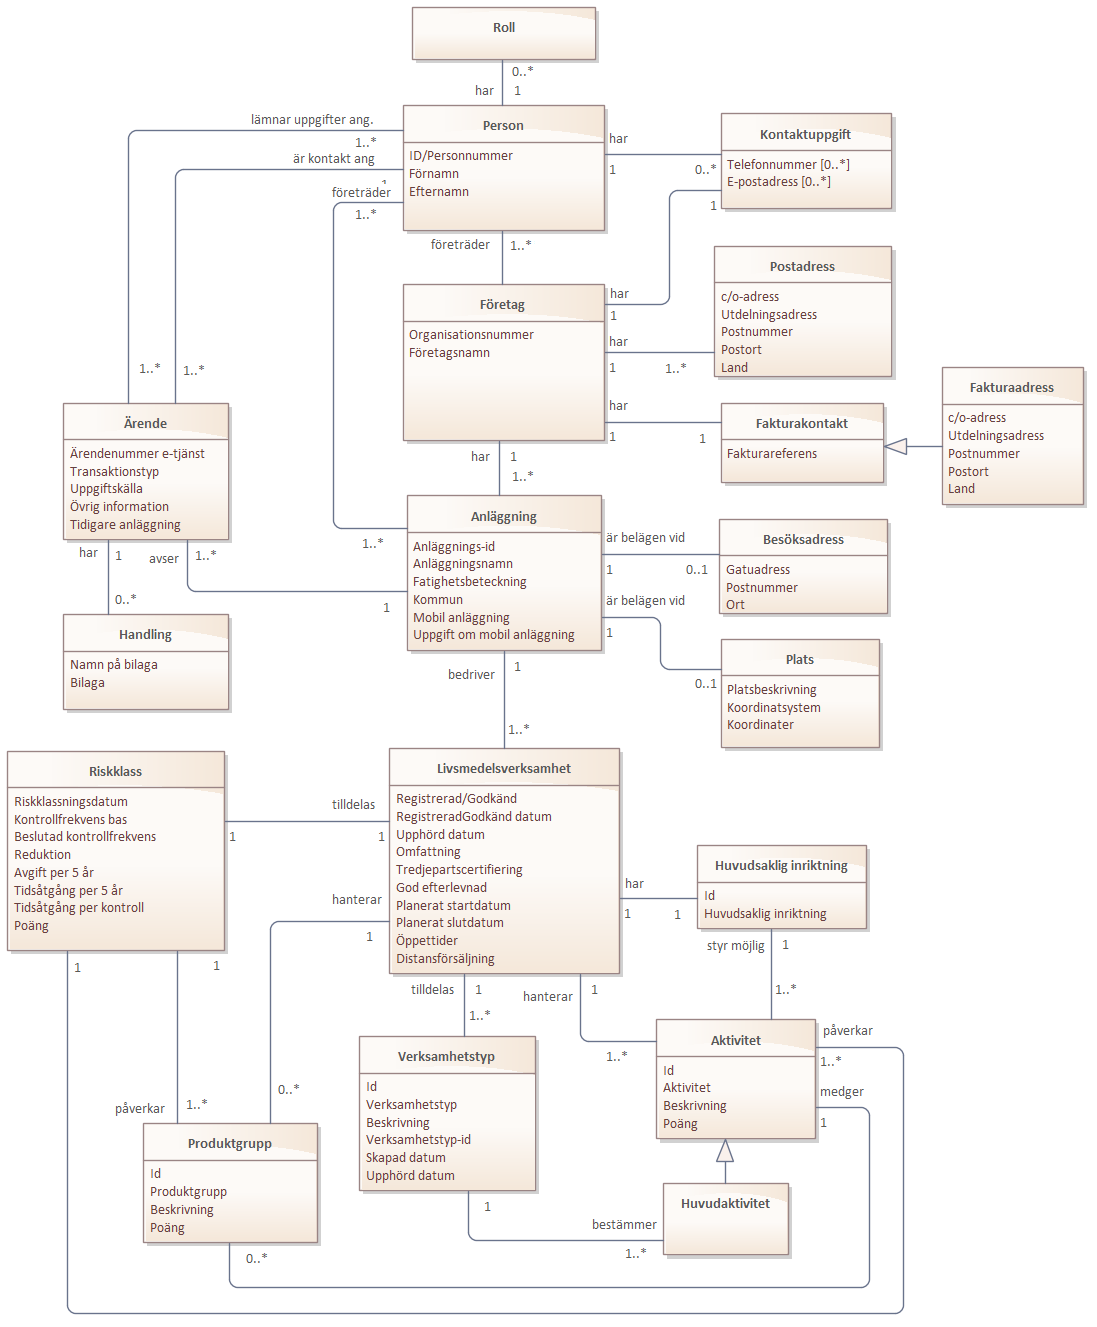 Roll
0..*
har
1
lämnar uppgifter ang.
1..*
är kontakt ang
1
företräder
1..*
Person
ID/Personnummer
Förnamn
Efternamn
har
1
0..*
Kontaktuppgift
Telefonnummer [0..*]
E-postadress [0..*]
1
företräder
1..*
Företag
Organisationsnummer
Företagsnamn
har
1
har
1
1..*
Postadress
c/o-adress
Utdelningsadress
Postnummer
Postort
Land
har
1
1
Fakturakontakt
Fakturareferens
Fakturaadress
c/o-adress
Utdelningsadress
Postnummer
Postort
Land
1..*
1..*
Ärende
Ärendenummer e-tjänst
Transaktionstyp
Uppgiftskälla
Övrig information
Tidigare anläggning
har
1
0..*
avser
1..*
1
Handling
Namn på bilaga
Bilaga
har
1
1..*
1..*
Anläggning
Anläggnings-id
Anläggningsnamn
Fatighetsbeteckning
Kommun
Mobil anläggning
Uppgift om mobil anläggning
är belägen vid
1
0..1
Besöksadress
Gatuadress
Postnummer
Ort
är belägen vid
1
0..1
Plats
Platsbeskrivning
Koordinatsystem
Koordinater
bedriver
1
1..*
Riskklass
Riskklassningsdatum
Kontrollfrekvens bas
Beslutad kontrollfrekvens
Reduktion
Avgift per 5 år
Tidsåtgång per 5 år
Tidsåtgång per kontroll
Poäng
tilldelas
1
1
hanterar
1
Livsmedelsverksamhet
Registrerad/Godkänd
RegistreradGodkänd datum
Upphörd datum
Omfattning
Tredjepartscertifiering
God efterlevnad
Planerat startdatum
Planerat slutdatum
Öppettider
Distansförsäljning
har
1
1
Huvudsaklig inriktning
Id
Huvudsaklig inriktning
styr möjlig
1
1..*
1
1
tilldelas
1
1..*
hanterar
1
1..*
Aktivitet
Id
Aktivitet
Beskrivning
Poäng
påverkar
1..*
medger
1
Verksamhetstyp
Id
Verksamhetstyp
Beskrivning
Verksamhetstyp-id
Skapad datum
Upphörd datum
0..*
påverkar
1..*
Produktgrupp
Id
Produktgrupp
Beskrivning
Poäng
0..*
1
bestämmer
1..*
Huvudaktivitet